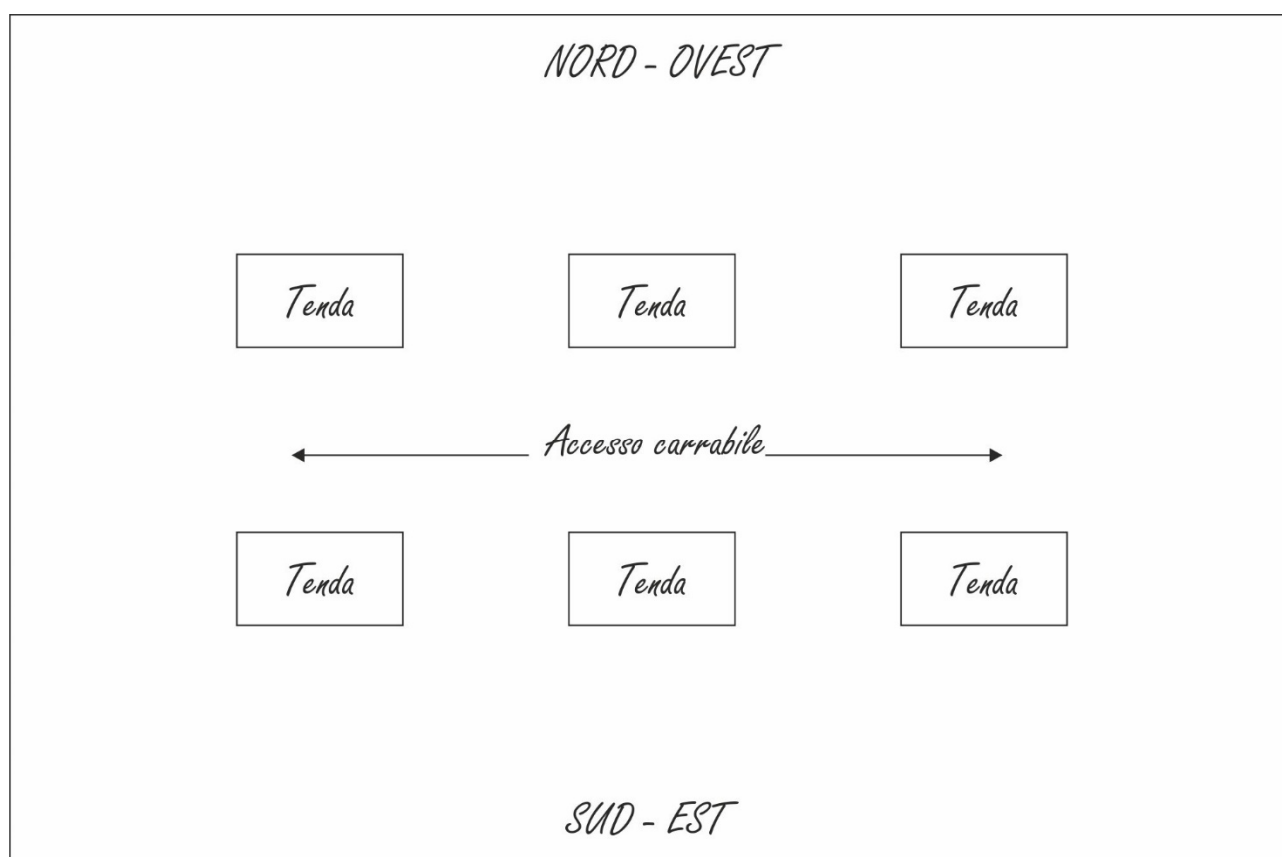 NORD - OVEST
Tenda Tenda Tenda
Accesso carrabile
Tenda Tenda Tenda
SUD - EST